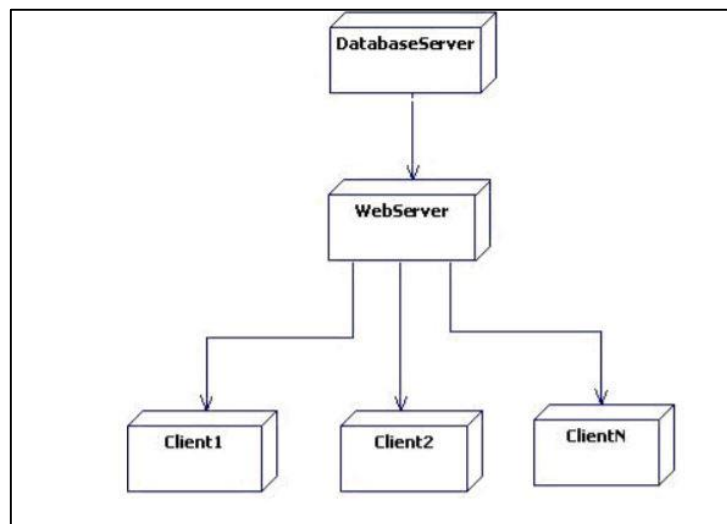 DatabaseServer
WebServer
Client1
Client2
ClientN